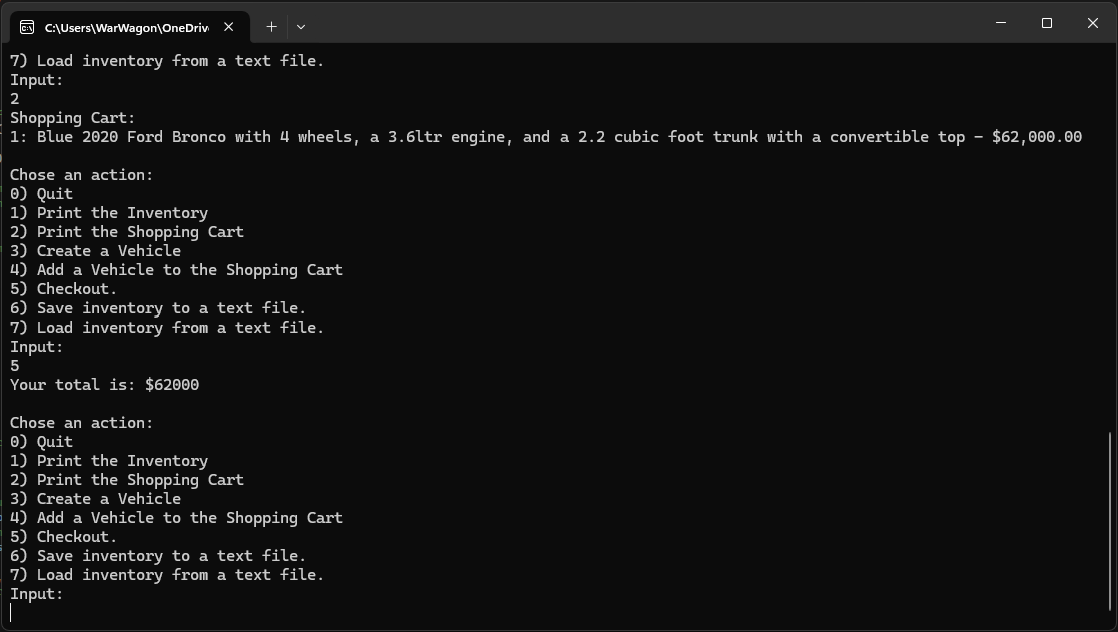 C:\Users\WarWagon\OneDriv
7) Load inventory from a text file.
Input:
2
Shopping Cart:
1: Blue 2020 Ford Bronco with 4 wheels, a 3.6ltr engine, and a 2.2 cubic foot trunk with a convertible top - $62,000.00
Chose an action:
0) Quit
1) Print the Inventory
2) Print the Shopping Cart
3) Create a Vehicle
4) Add a Vehicle to the Shopping Cart
5) Checkout.
6) Save inventory to a text file.
7) Load inventory from a text file.
Input:
5
Your total is: $62000
Chose an action:
0) Quit
1) Print the Inventory
2) Print the Shopping Cart
3) Create a Vehicle
4) Add a Vehicle to the Shopping Cart
5) Checkout.
6) Save inventory to a text file.
7) Load inventory from a text file.
Input: